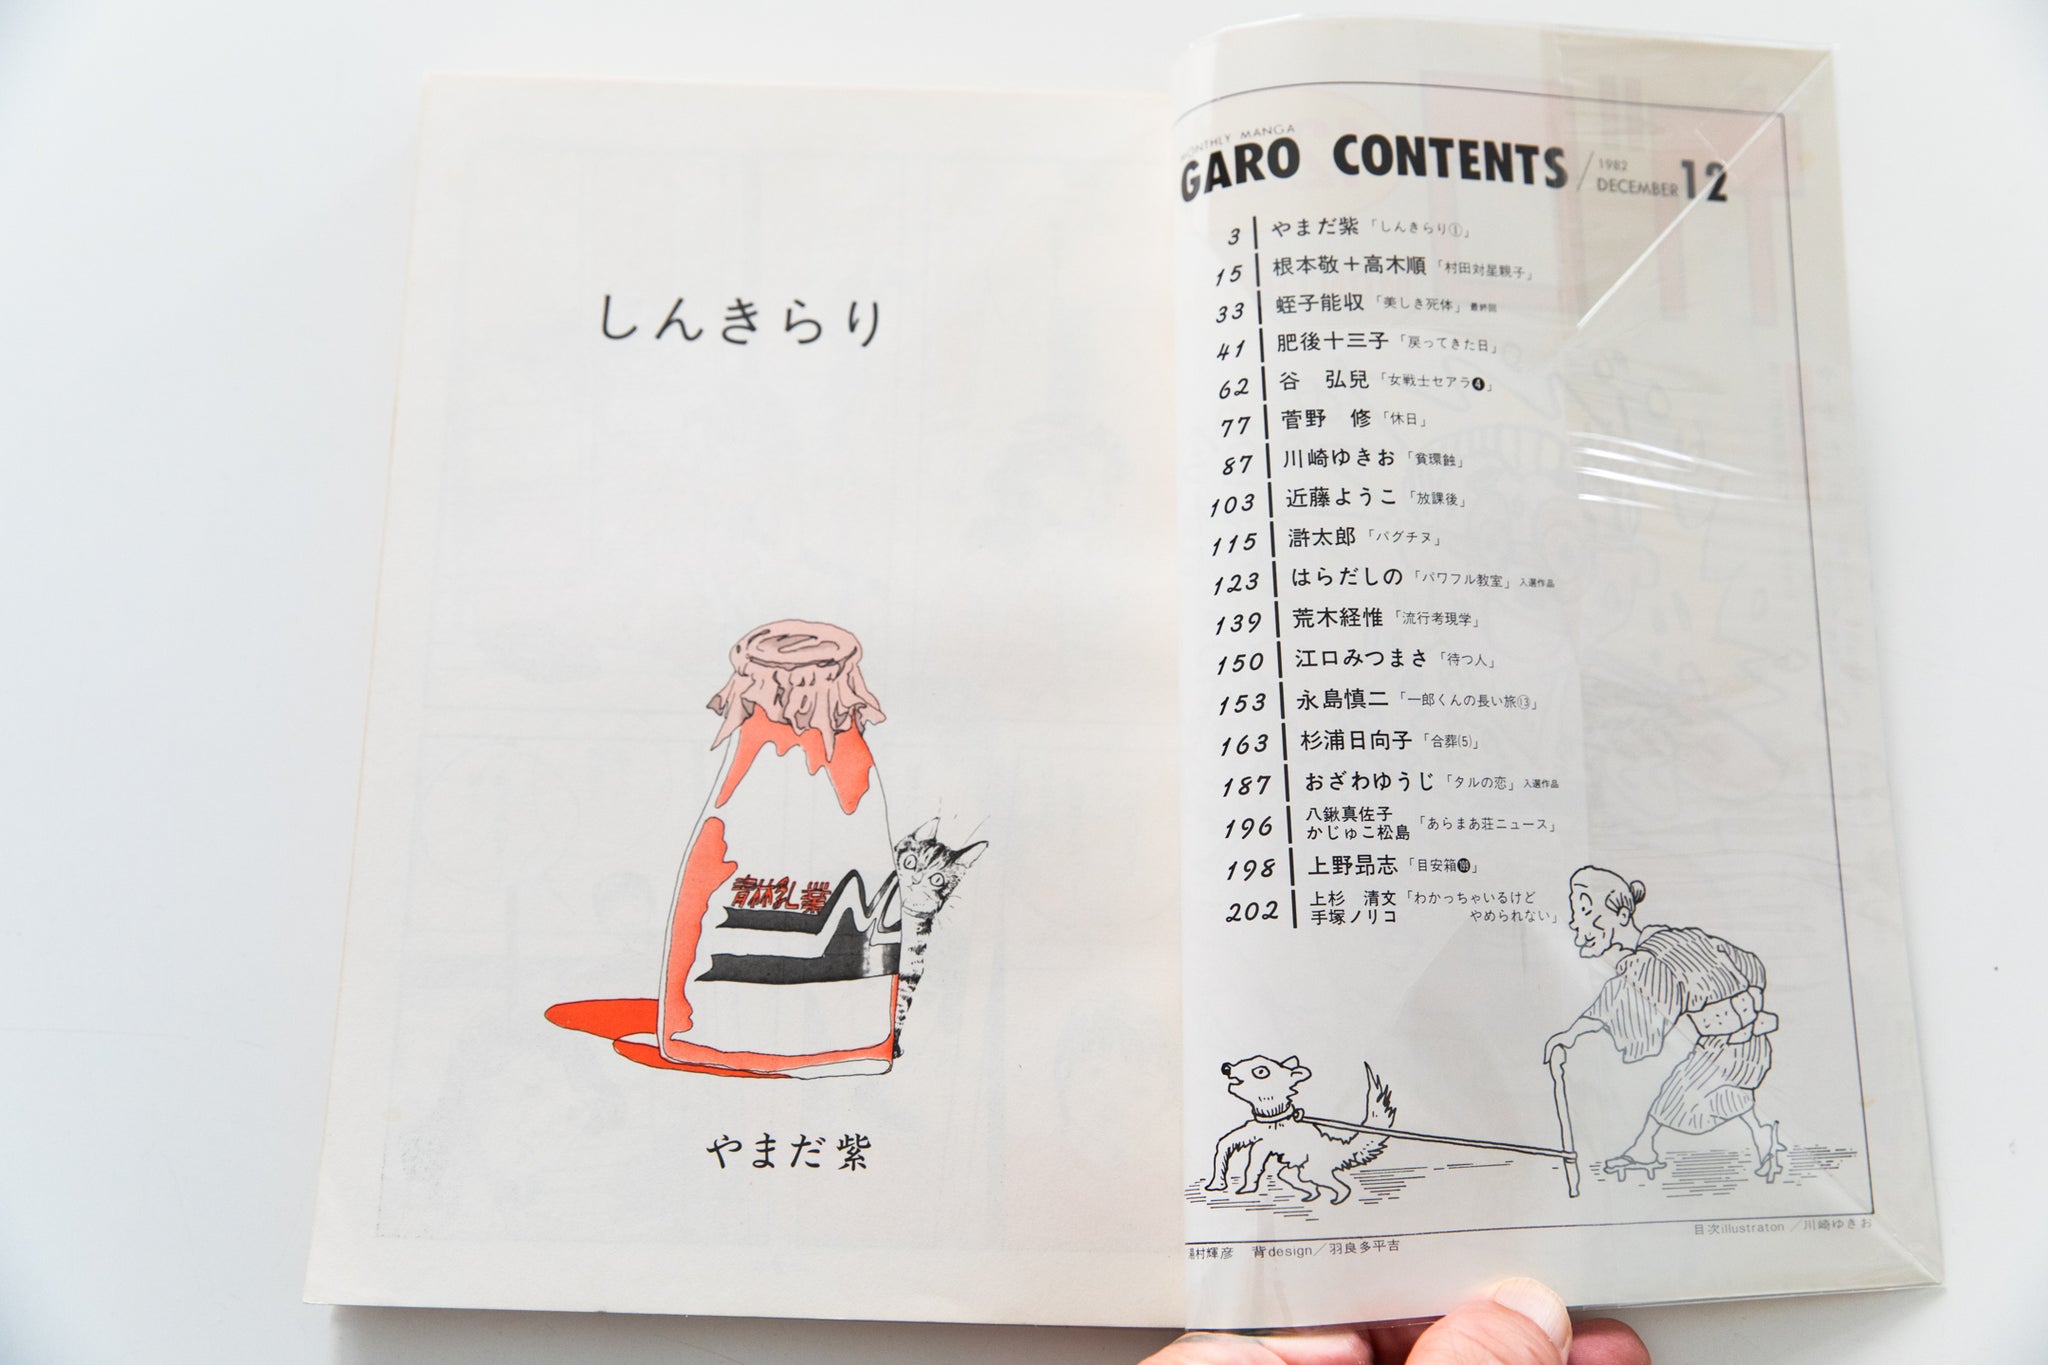 しんきらり
青林乳業
やまだ紫
MONTHLY MANGA
GARO CONTENTS／1982 DECEMBER 12
3 やまだ紫「しんきらり①」
15 根本敬＋高木順「村田対星親子」
33 蛭子能収「美しき死体」最終回
41 肥後十三子「戻ってきた日」
62 谷　弘兒「女戦士セアラ❹」
77 菅野　修「休日」
87 川崎ゆきお「貧環蝕」
103 近藤ようこ「放課後」
115 滸太郎「パグチヌ」
123 はらだしの「パワフル教室」入選作品
139 荒木経惟「流行考現学」
150 江口みつまさ「待つ人」
153 永島慎二「一郎くんの長い旅⑬」
163 杉浦日向子「合葬⑸」
187 おざわゆうじ「タルの恋」入選作品
196 八鍬真佐子
かじゅこ松島「あらまあ荘ニュース」
198 上野昻志「目安箱」
202 上杉　清文「わかっちゃいるけど
手塚ノリコ　やめられない」
目次illustraton／川崎ゆきお
湯村輝彦　背design／羽良多平吉